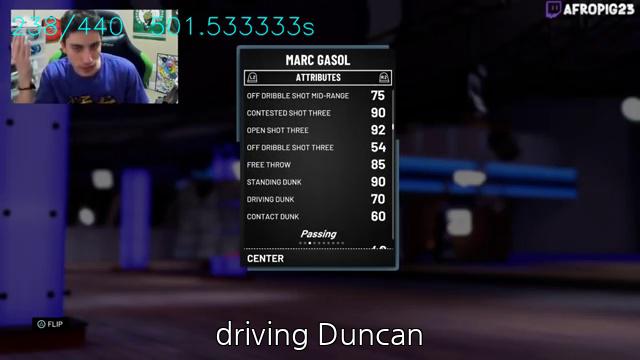 238/440 501.533333s
AFROPIG23
MARC GASOL
ATTRIBUTES
OFF DRIBBLE SHOT MID-RANGE 75
CONTESTED SHOT THREE 90
OPEN SHOT THREE 92
OFF DRIBBLE SHOT THREE 54
FREE THROW 85
STANDING DUNK 90
DRIVING DUNK 70
CONTACT DUNK 60
Passing
CENTER
FLIP
driving Duncan